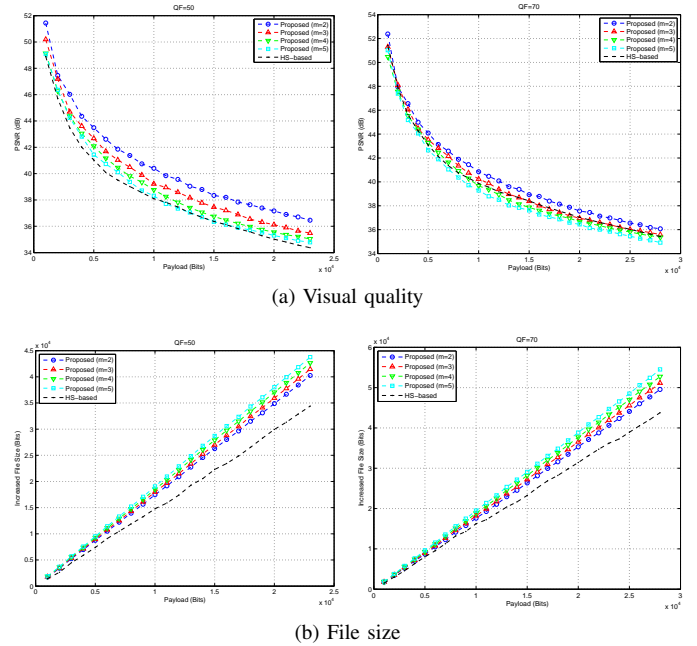 QF=50
54
52
50
48
46
44
42
40
38
36
34
PSNR (dB)
0
0.5
1
1.5
2
2.5
x 10⁴
Payload (Bits)
Proposed (m=2)
Proposed (m=3)
Proposed (m=4)
Proposed (m=5)
HS-based
QF=70
54
52
50
48
46
44
42
40
38
36
34
PSNR (dB)
0
0.5
1
1.5
2
2.5
3
x 10⁴
Payload (Bits)
Proposed (m=2)
Proposed (m=3)
Proposed (m=4)
Proposed (m=5)
HS-based
(a) Visual quality
QF=50
x 10⁴
4.5
4
3.5
3
2.5
2
1.5
1
0.5
0
Increased File Size (Bits)
0
0.5
1
1.5
2
2.5
x 10⁴
Payload (Bits)
Proposed (m=2)
Proposed (m=3)
Proposed (m=4)
Proposed (m=5)
HS-based
QF=70
x 10⁴
6
5
4
3
2
1
0
Increased File Size (Bits)
0
0.5
1
1.5
2
2.5
3
x 10⁴
Payload (Bits)
Proposed (m=2)
Proposed (m=3)
Proposed (m=4)
Proposed (m=5)
HS-based
(b) File size